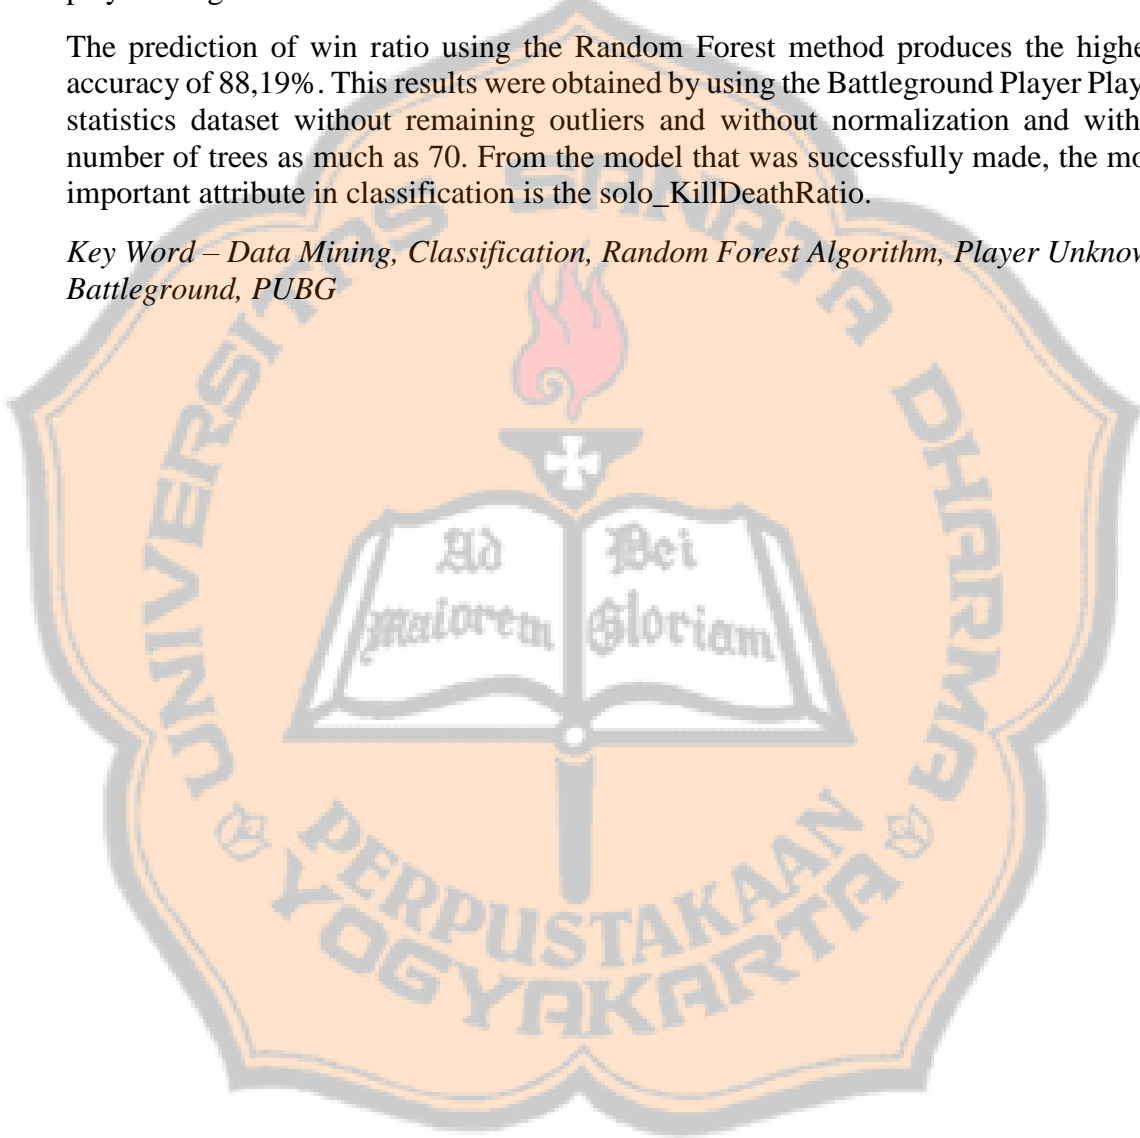 The prediction of win ratio using the Random Forest method produces the highe
accuracy of 88,19%. This results were obtained by using the Battleground Player Play
statistics dataset without remaining outliers and without normalization and with
number of trees as much as 70. From the model that was successfully made, the mo
important attribute in classification is the solo_KillDeathRatio.
Key Word – Data Mining, Classification, Random Forest Algorithm, Player Unknow
Battleground, PUBG
UNIVERSITAS SANATA DHARMA
Ad Dei
maiorem Gloriam
PERPUSTAKAAN
YOGYAKARTA